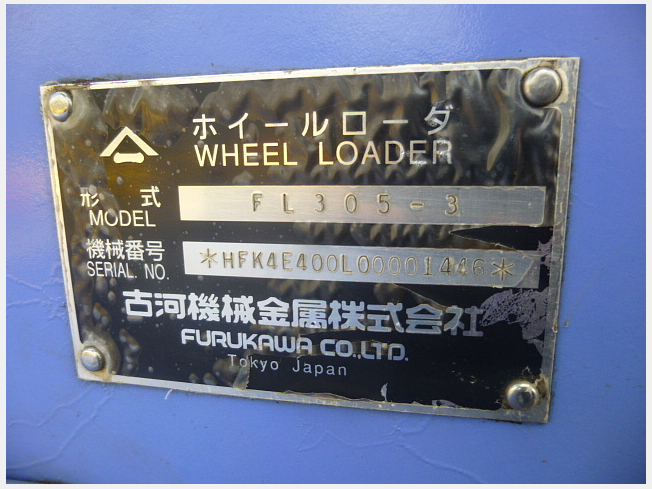 ホイールローダ
WHEEL LOADER
形式 FL305-3
MODEL
機械番号 *HFK4E400L00001446*
SERIAL. NO.
古河機械金属株式会社
FURUKAWA CO.,LTD.
Tokyo Japan